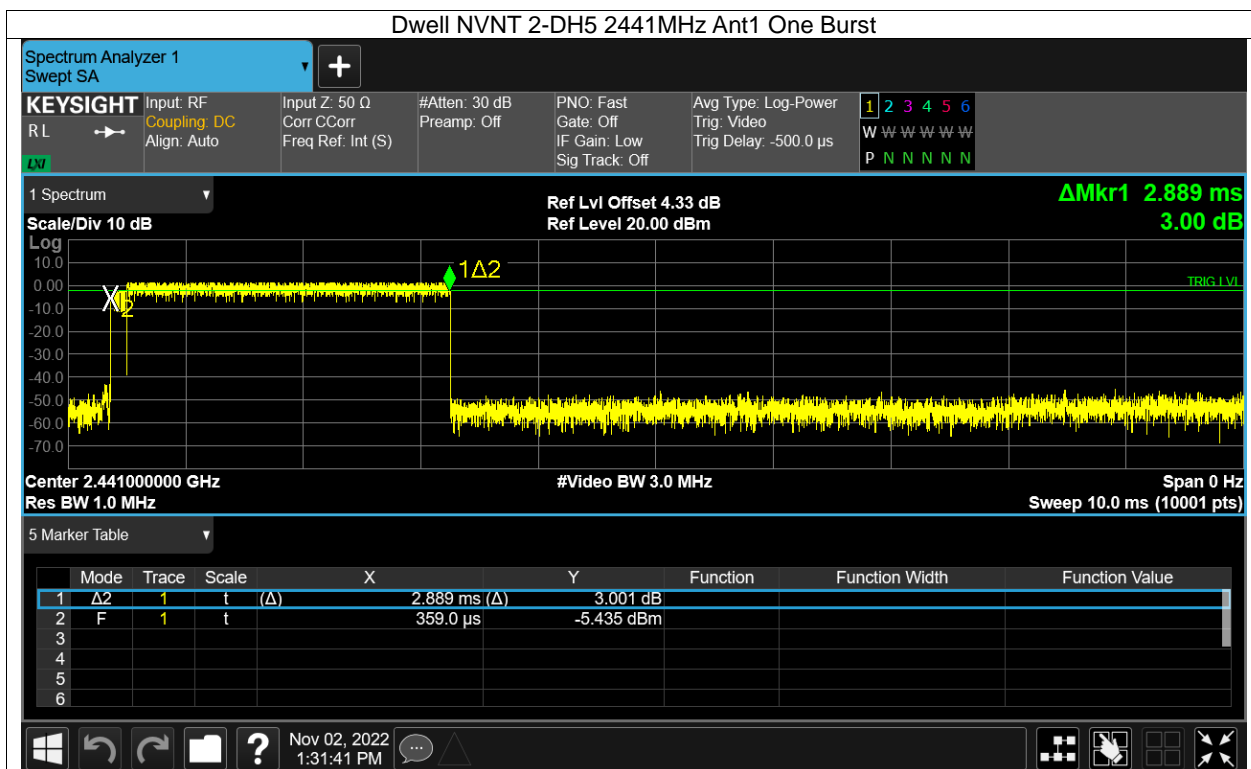 Dwell NVNT 2-DH5 2441MHz Ant1 One Burst
Spectrum Analyzer 1
Swept SA
KEYSIGHT
RL
LXI
Input: RF
Coupling: DC
Align: Auto
Input Z: 50 Ω
Corr CCorr
Freq Ref: Int (S)
#Atten: 30 dB
Preamp: Off
PNO: Fast
Gate: Off
IF Gain: Low
Sig Track: Off
Avg Type: Log-Power
Trig: Video
Trig Delay: -500.0 µs
1 2 3 4 5 6
W W W W W W
P N N N N N
1 Spectrum
Scale/Div 10 dB
Ref Lvl Offset 4.33 dB
Ref Level 20.00 dBm
ΔMkr1 2.889 ms
3.00 dB
Log
10.0
0.00
-10.0
-20.0
-30.0
-40.0
-50.0
-60.0
-70.0
1Δ2
2
TRIG LVL
Center 2.441000000 GHz
Res BW 1.0 MHz
#Video BW 3.0 MHz
Span 0 Hz
Sweep 10.0 ms (10001 pts)
5 Marker Table
Mode Trace Scale X Y Function Function Width Function Value
1 Δ2 1 t (Δ) 2.889 ms (Δ) 3.001 dB
2 F 1 t 359.0 µs -5.435 dBm
3
4
5
6
?
Nov 02, 2022
1:31:41 PM